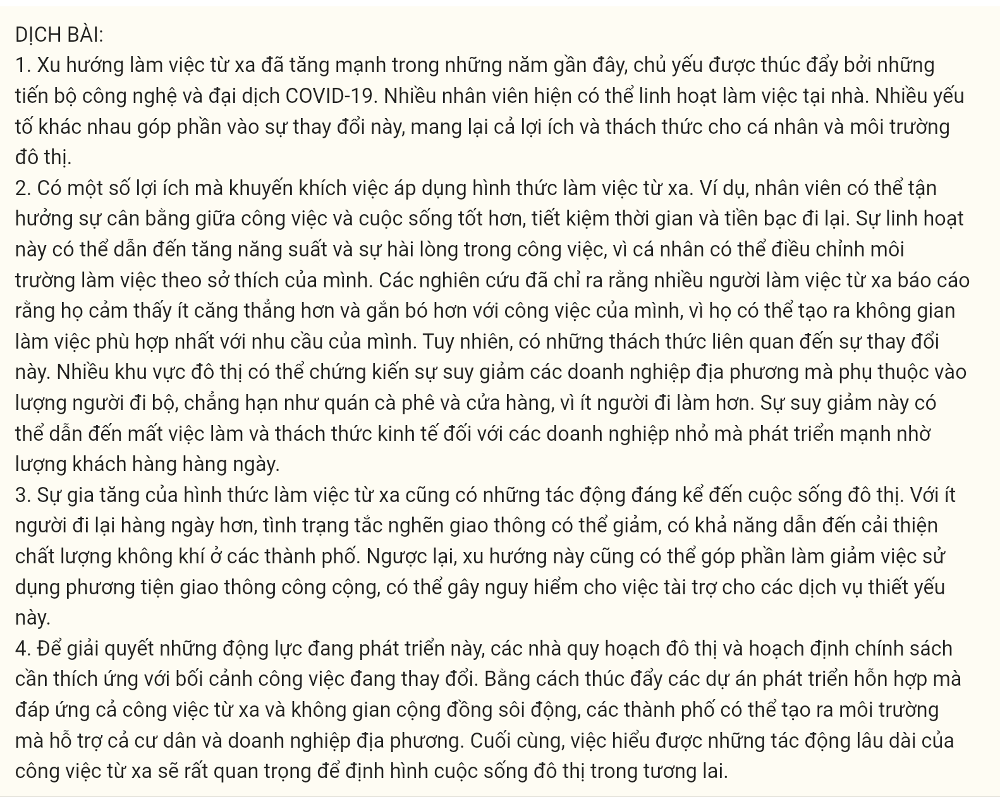 DỊCH BÀI:
1. Xu hướng làm việc từ xa đã tăng mạnh trong những năm gần đây, chủ yếu được thúc đẩy bởi những
tiến bộ công nghệ và đại dịch COVID-19. Nhiều nhân viên hiện có thể linh hoạt làm việc tại nhà. Nhiều yếu
tố khác nhau góp phần vào sự thay đổi này, mang lại cả lợi ích và thách thức cho cá nhân và môi trường
đô thị.
2. Có một số lợi ích mà khuyến khích việc áp dụng hình thức làm việc từ xa. Ví dụ, nhân viên có thể tận
hưởng sự cân bằng giữa công việc và cuộc sống tốt hơn, tiết kiệm thời gian và tiền bạc đi lại. Sự linh hoạt
này có thể dẫn đến tăng năng suất và sự hài lòng trong công việc, vì cá nhân có thể điều chỉnh môi
trường làm việc theo sở thích của mình. Các nghiên cứu đã chỉ ra rằng nhiều người làm việc từ xa báo cáo
rằng họ cảm thấy ít căng thẳng hơn và gắn bó hơn với công việc của mình, vì họ có thể tạo ra không gian
làm việc phù hợp nhất với nhu cầu của mình. Tuy nhiên, có những thách thức liên quan đến sự thay đổi
này. Nhiều khu vực đô thị có thể chứng kiến sự suy giảm các doanh nghiệp địa phương mà phụ thuộc vào
lượng người đi bộ, chẳng hạn như quán cà phê và cửa hàng, vì ít người đi làm hơn. Sự suy giảm này có
thể dẫn đến mất việc làm và thách thức kinh tế đối với các doanh nghiệp nhỏ mà phát triển mạnh nhờ
lượng khách hàng hàng ngày.
3. Sự gia tăng của hình thức làm việc từ xa cũng có những tác động đáng kể đến cuộc sống đô thị. Với ít
người đi lại hàng ngày hơn, tình trạng tắc nghẽn giao thông có thể giảm, có khả năng dẫn đến cải thiện
chất lượng không khí ở các thành phố. Ngược lại, xu hướng này cũng có thể góp phần làm giảm việc sử
dụng phương tiện giao thông công cộng, có thể gây nguy hiểm cho việc tài trợ cho các dịch vụ thiết yếu
này.
4. Để giải quyết những động lực đang phát triển này, các nhà quy hoạch đô thị và hoạch định chính sách
cần thích ứng với bối cảnh công việc đang thay đổi. Bằng cách thúc đẩy các dự án phát triển hỗn hợp mà
đáp ứng cả công việc từ xa và không gian cộng đồng sôi động, các thành phố có thể tạo ra môi trường
mà hỗ trợ cả cư dân và doanh nghiệp địa phương. Cuối cùng, việc hiểu được những tác động lâu dài của
công việc từ xa sẽ rất quan trọng để định hình cuộc sống đô thị trong tương lai.